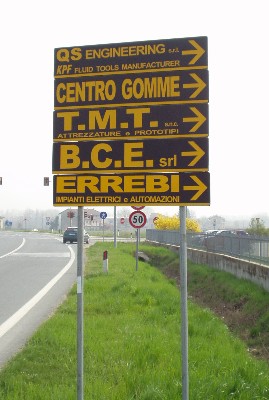 QS ENGINEERING s.r.l.
KPF FLUID TOOLS MANUFACTURER
CENTRO GOMME
T.M.T. s.n.c.
ATTREZZATURE e PROTOTIPI
B.C.E. srl
ERREBI
IMPIANTI ELETTRICI e AUTOMAZIONI
50